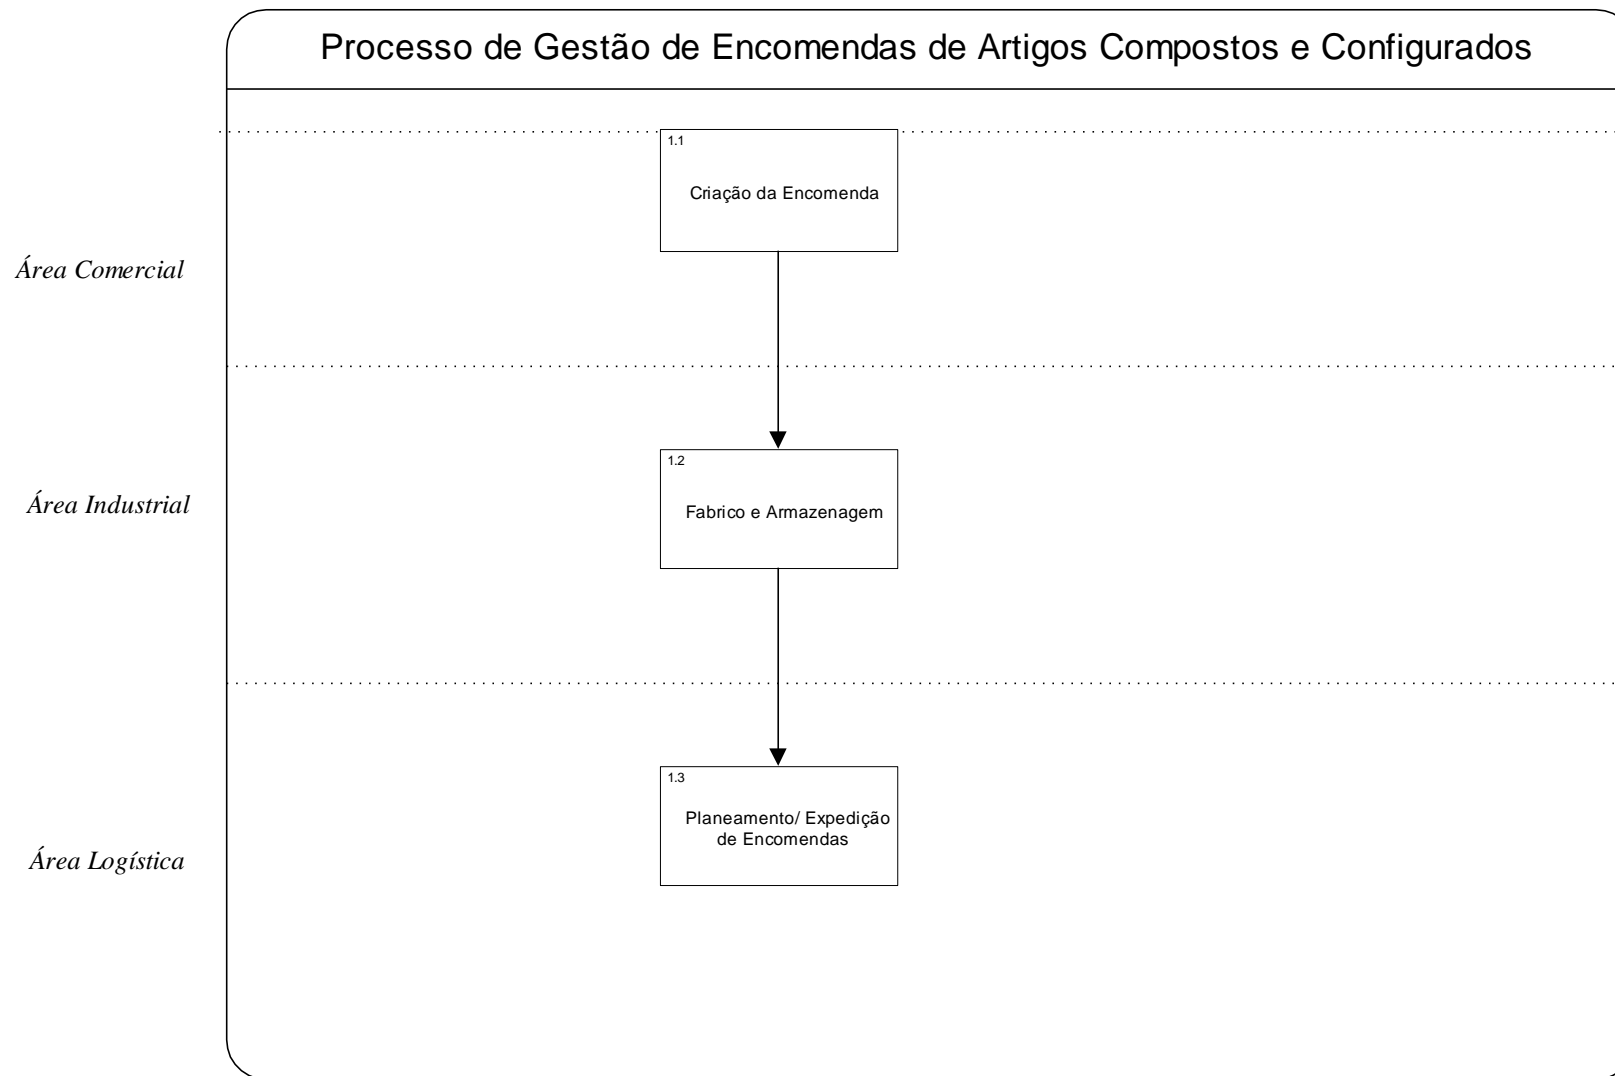 Processo de Gestão de Encomendas de Artigos Compostos e Configurados
1.1
Criação da Encomenda
Área Comercial
1.2
Área Industrial
Fabrico e Armazenagem
1.3
Planeamento/ Expedição
de Encomendas
Área Logística